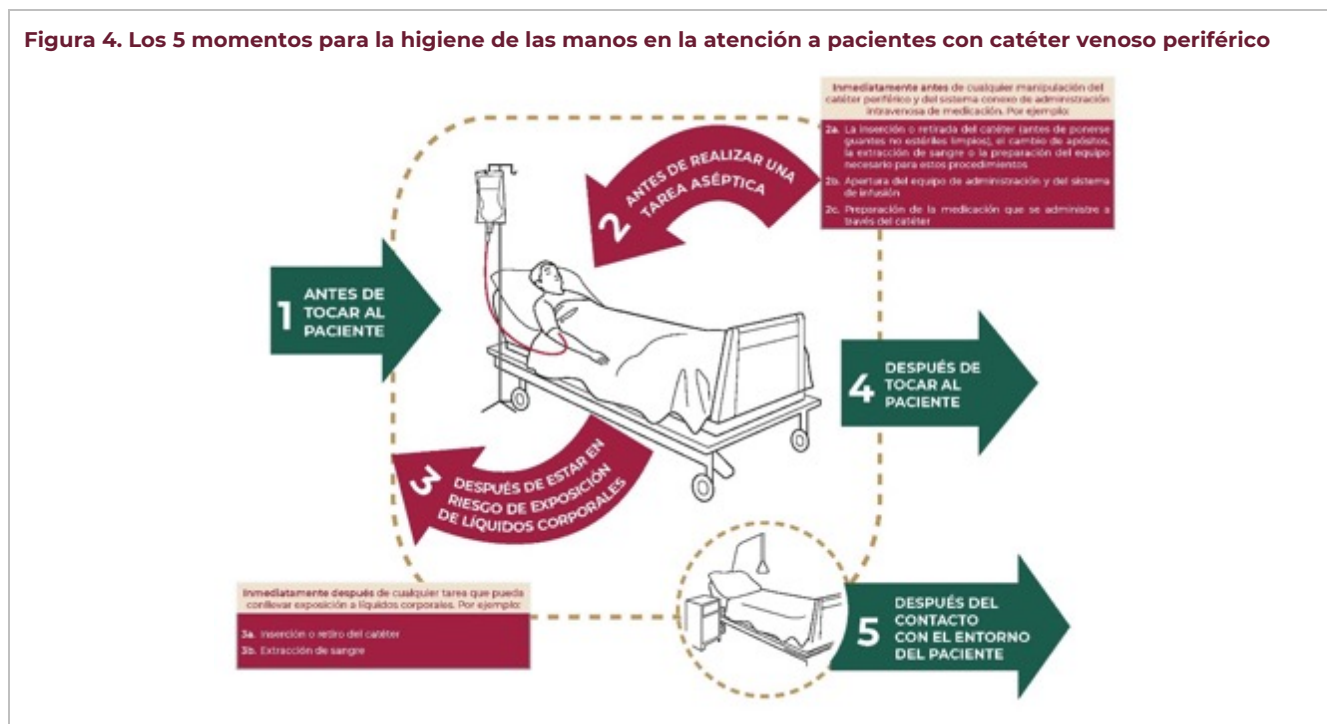 Figura 4. Los 5 momentos para la higiene de las manos en la atención a pacientes con catéter venoso periférico
Inmediatamente antes de cualquier manipulación del
catéter periférico y del sistema conexo de administración
intravenosa de medicación. Por ejemplo:
2a. La inserción o retirada del catéter (antes de ponerse
guantes no estériles limpios), el cambio de apósitos,
la extracción de sangre o la preparación del equipo
necesario para estos procedimientos
2b. Apertura del equipo de administración y del sistema
de infusión
2c. Preparación de la medicación que se administre a
través del catéter
2 ANTES DE REALIZAR UNA
TAREA ASÉPTICA
1 ANTES DE
TOCAR AL
PACIENTE
4 DESPUÉS DE
TOCAR AL
PACIENTE
3 DESPUÉS DE ESTAR EN
RIESGO DE EXPOSICIÓN
DE LÍQUIDOS CORPORALES
Inmediatamente después de cualquier tarea que pueda
conllevar exposición a líquidos corporales. Por ejemplo:
3a. Inserción o retiro del catéter
3b. Extracción de sangre
5 DESPUÉS DEL
CONTACTO
CON EL ENTORNO
DEL PACIENTE